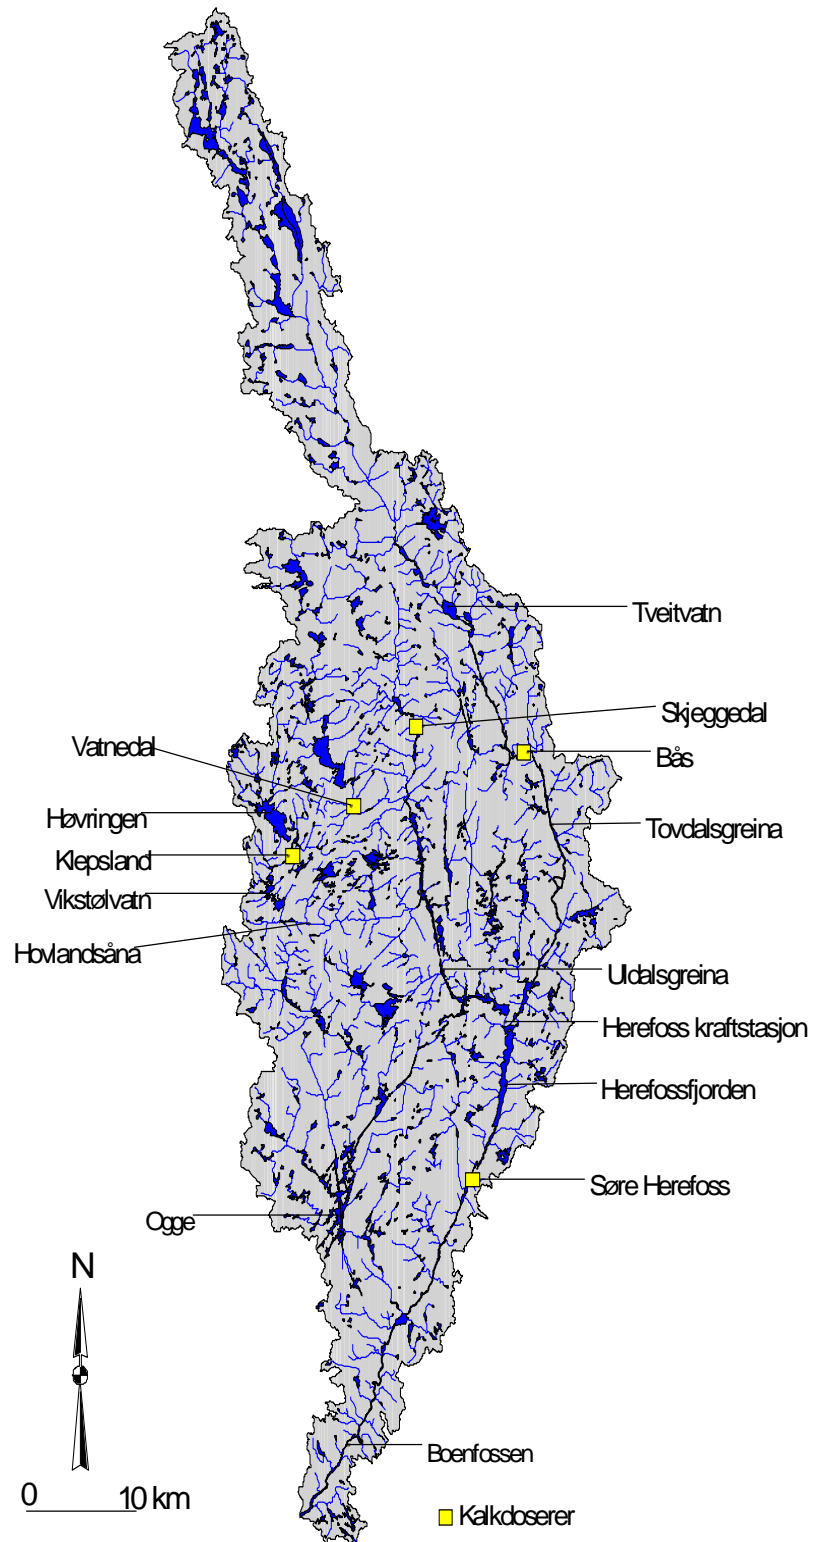 Tveitvatn
Skjeggedal
Vatnedal
Bås
Høvringen
Tovdalsgreina
Klepsland
Vikstølvatn
Hovlandsåna
Uldalsgreina
Herefoss kraftstasjon
Herefossfjorden
Søre Herefoss
Ogge
N
Boenfossen
0 10 km
Kalkdoserer